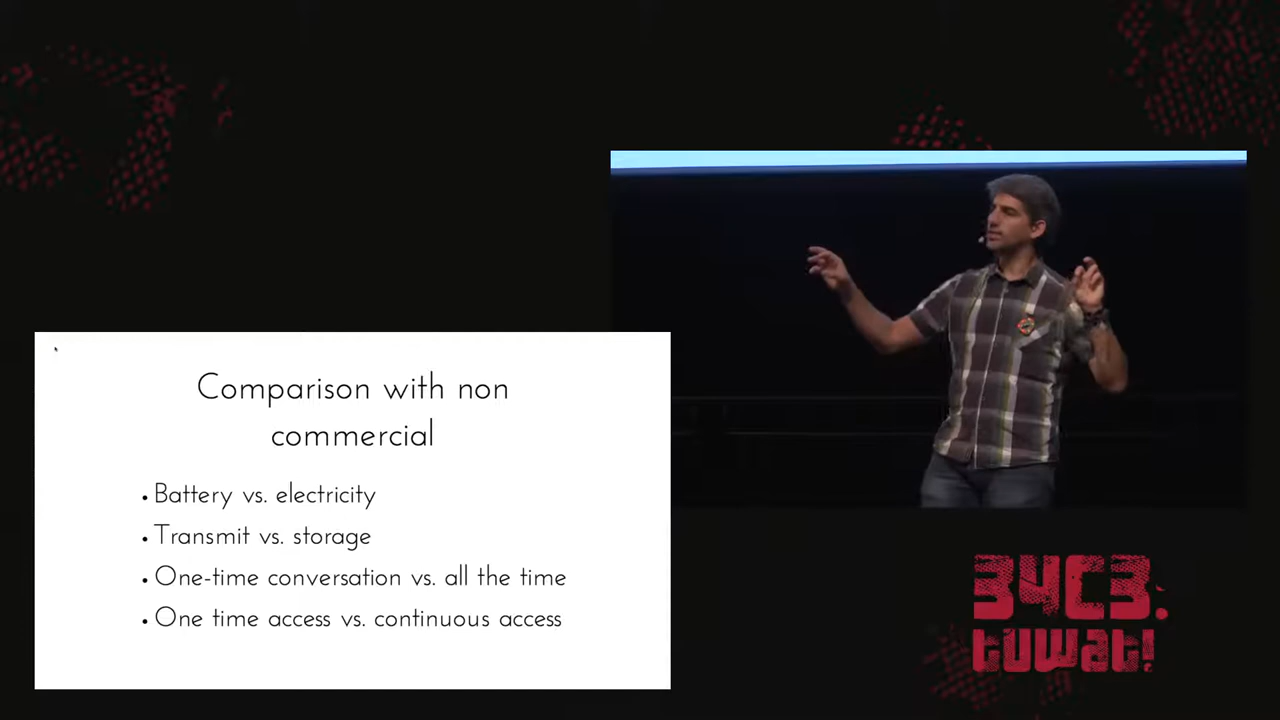 Comparison with non
commercial
• Battery vs. electricity
• Transmit vs. storage
• One-time conversation vs. all the time
• One time access vs. continuous access
34C3.
tuwat!